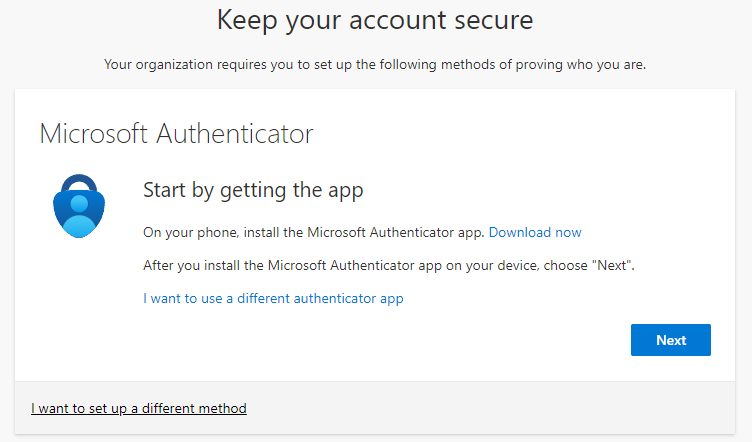 Keep your account secure
Your organization requires you to set up the following methods of proving who you are.
Microsoft Authenticator
Start by getting the app
On your phone, install the Microsoft Authenticator app. Download now
After you install the Microsoft Authenticator app on your device, choose "Next".
I want to use a different authenticator app
Next
I want to set up a different method